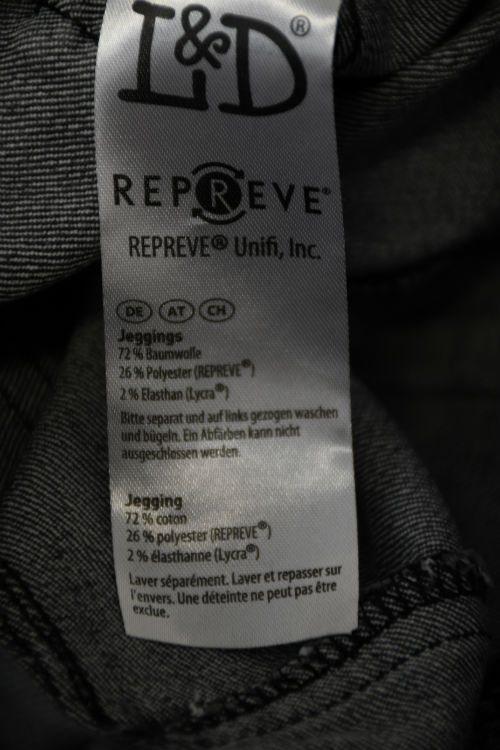 L&D®
REPREVE®
REPREVE® Unifi, Inc.
DE AT CH
Jeggings
72 % Baumwolle
26 % Polyester (REPREVE®)
2 % Elasthan (Lycra®)
Bitte separat und auf links gezogen waschen
und bügeln. Ein Abfärben kann nicht
ausgeschlossen werden.
Jegging
72 % coton
26 % polyester (REPREVE®)
2 % élasthanne (Lycra®)
Laver séparément. Laver et repasser sur
l'envers. Une déteinte ne peut pas être
exclue.